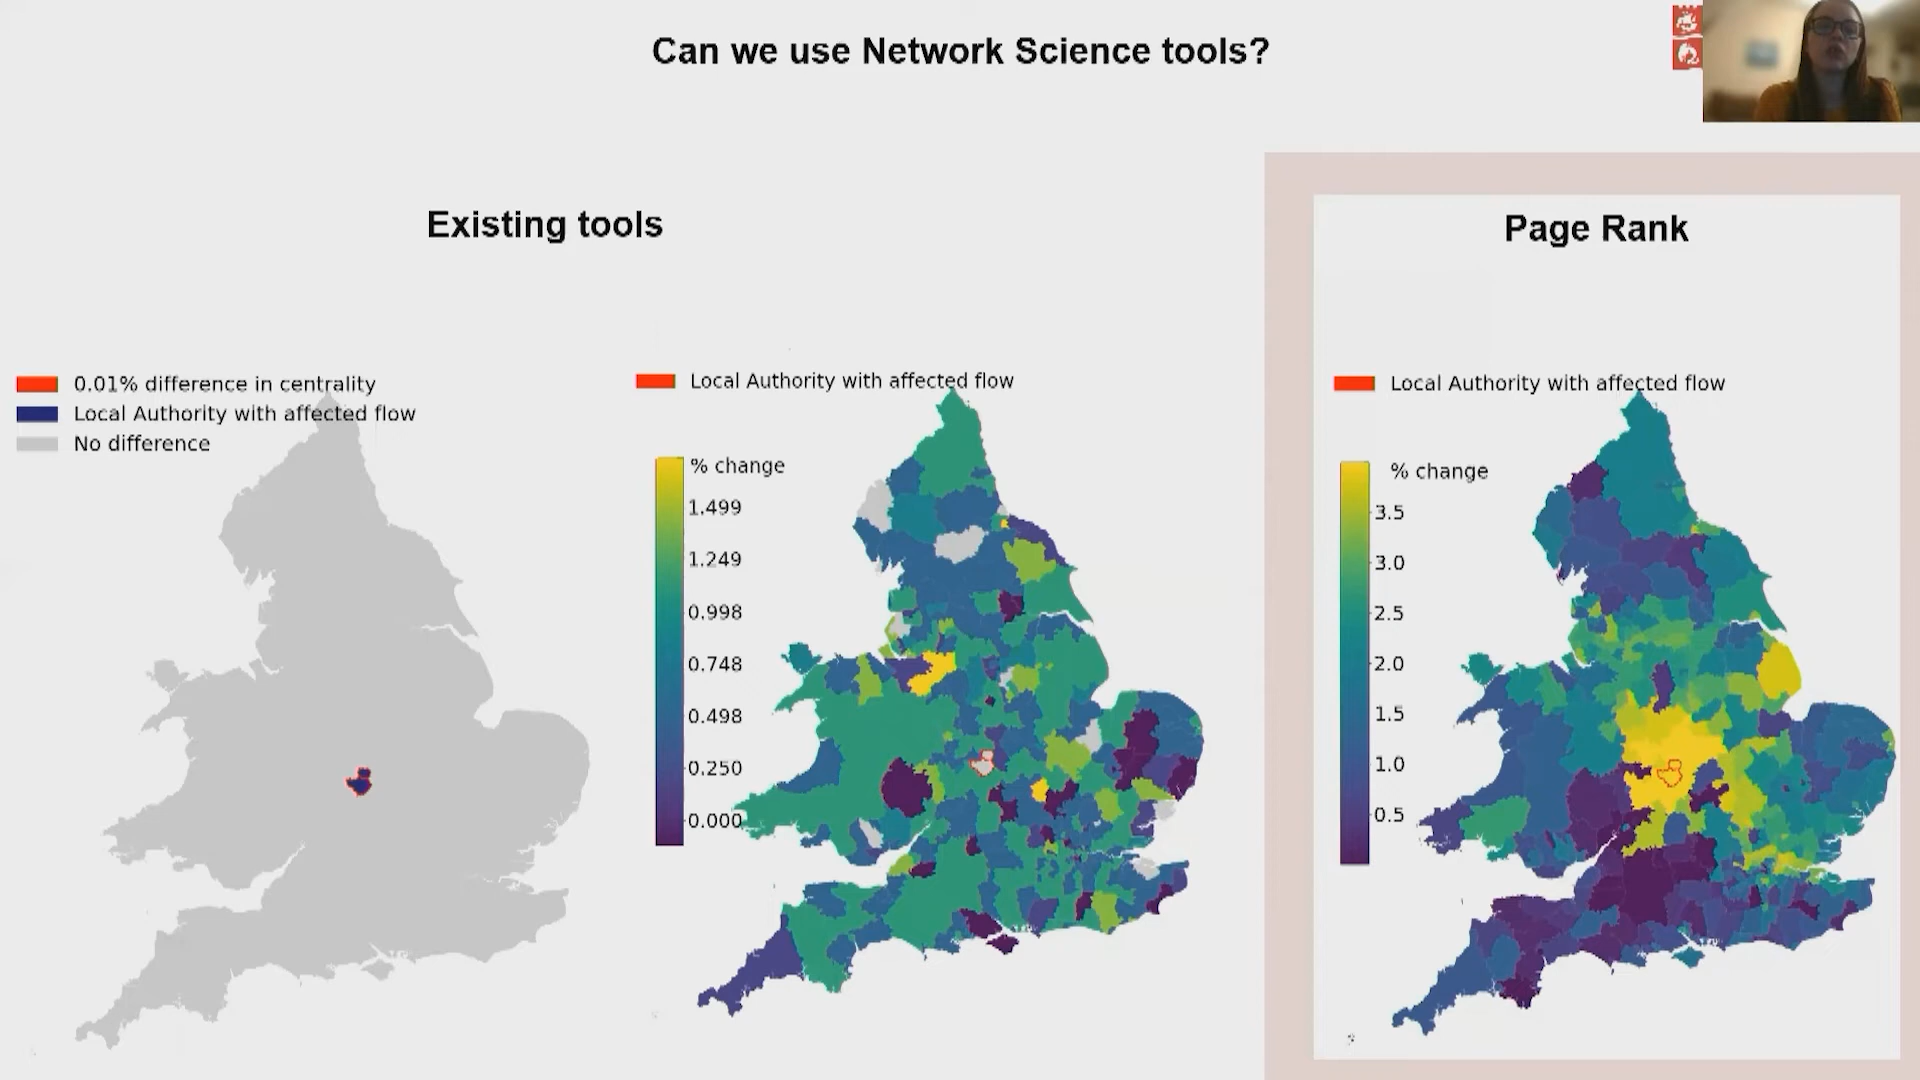 Can we use Network Science tools?
Existing tools
Page Rank
0.01% difference in centrality
Local Authority with affected flow
No difference
Local Authority with affected flow
% change
1.499
1.249
0.998
0.748
0.498
0.250
0.000
Local Authority with affected flow
% change
3.5
3.0
2.5
2.0
1.5
1.0
0.5